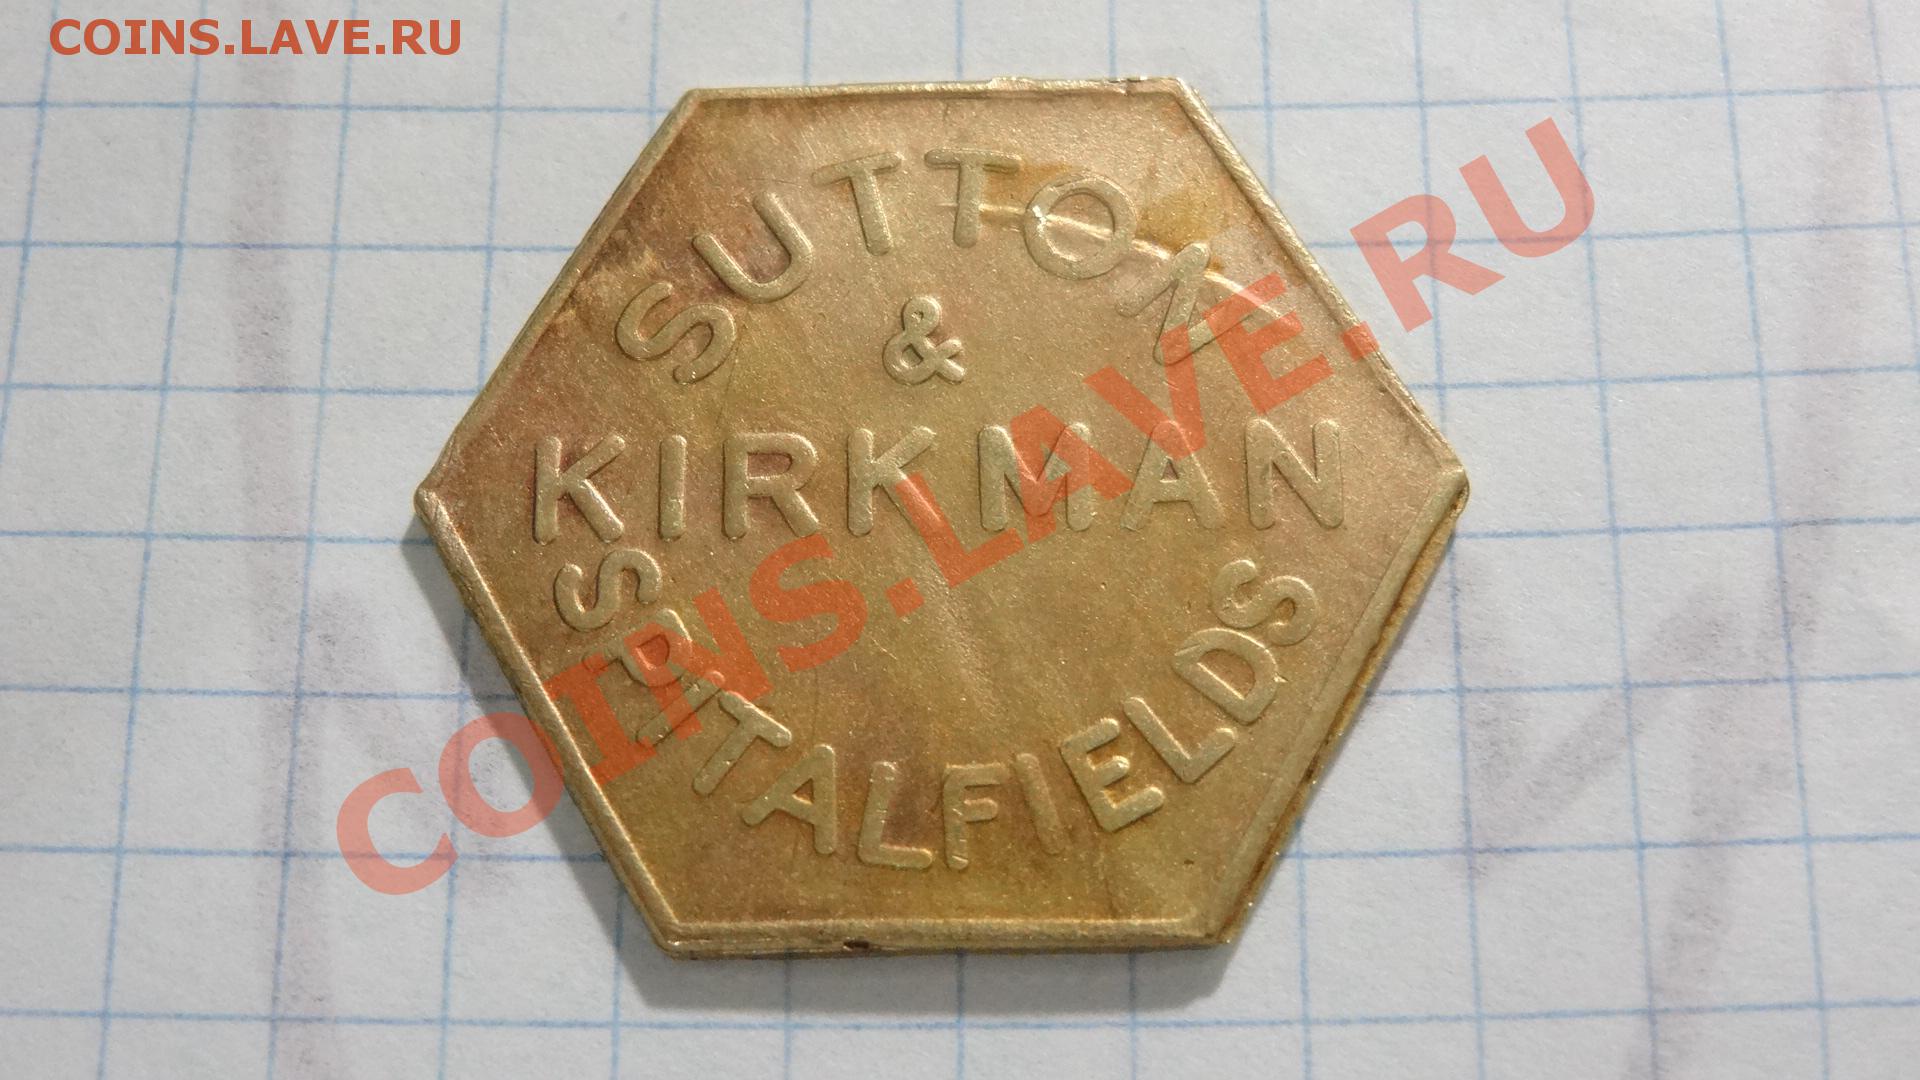 COINS.LAVE.RU
SUTTON
&
KIRKMAN
SPITALFIELDS
COINS.LAVE.RU